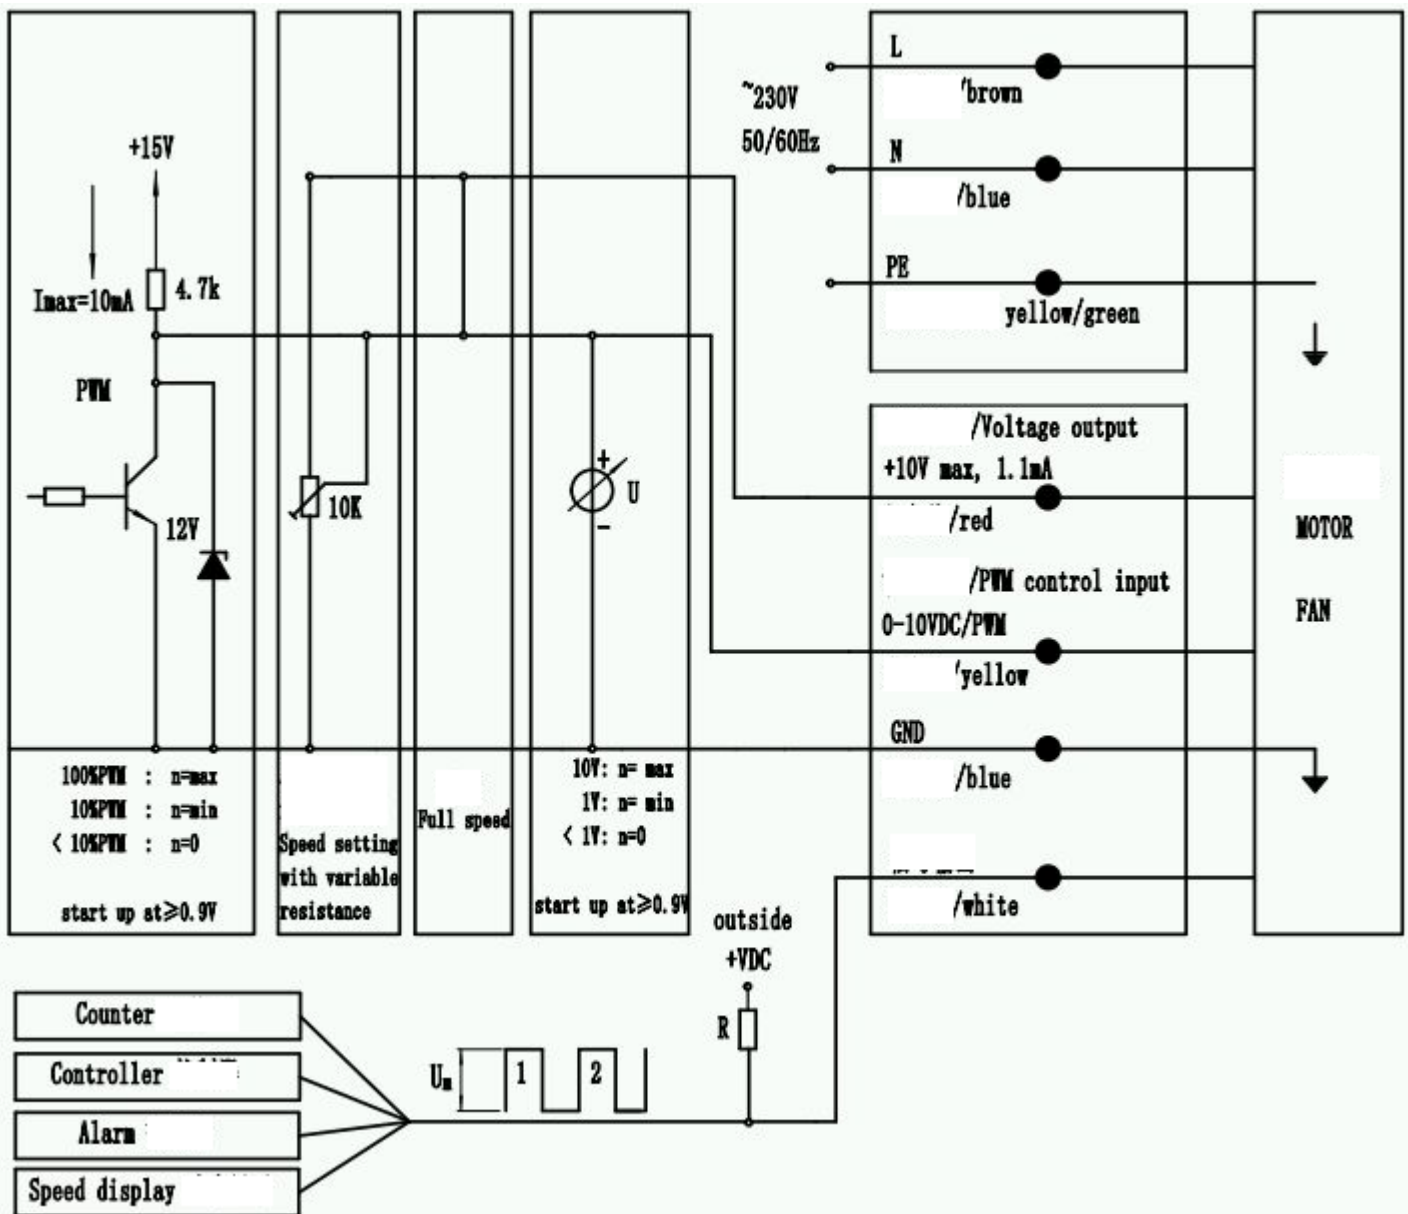 +15V
Imax=10mA
4.7k
PWM
12V
100%PWM : n=max
10%PWM : n=min
< 10%PWM : n=0
start up at≥0.9V
10K
Speed setting
with variable
resistance
Full speed
+
U
-
10V: n= max
1V: n= min
< 1V: n=0
start up at≥0.9V
~230V
50/60Hz
L
/brown
N
/blue
PE
yellow/green
/Voltage output
+10V max, 1.1mA
/red
/PWM control input
0-10VDC/PWM
/yellow
GND
/blue
/white
MOTOR
FAN
outside
+VDC
R
Counter
Controller
Alarm
Speed display
Um
1
2